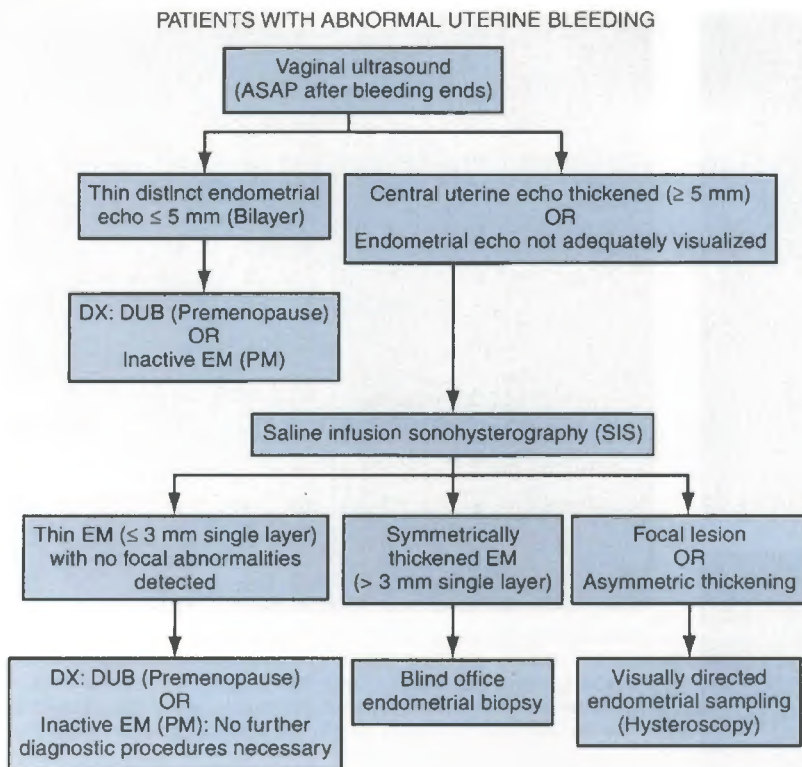 PATIENTS WITH ABNORMAL UTERINE BLEEDING
Vaginal ultrasound
(ASAP after bleeding ends)
Thin distinct endometrial
echo ≤ 5 mm (Bilayer)
Central uterine echo thickened (≥ 5 mm)
OR
Endometrial echo not adequately visualized
DX: DUB (Premenopause)
OR
Inactive EM (PM)
Saline infusion sonohysterography (SIS)
Thin EM (≤ 3 mm single layer)
with no focal abnormalities
detected
Symmetrically
thickened EM
(> 3 mm single layer)
Focal lesion
OR
Asymmetric thickening
DX: DUB (Premenopause)
OR
Inactive EM (PM): No further
diagnostic procedures necessary
Blind office
endometrial biopsy
Visually directed
endometrial sampling
(Hysteroscopy)